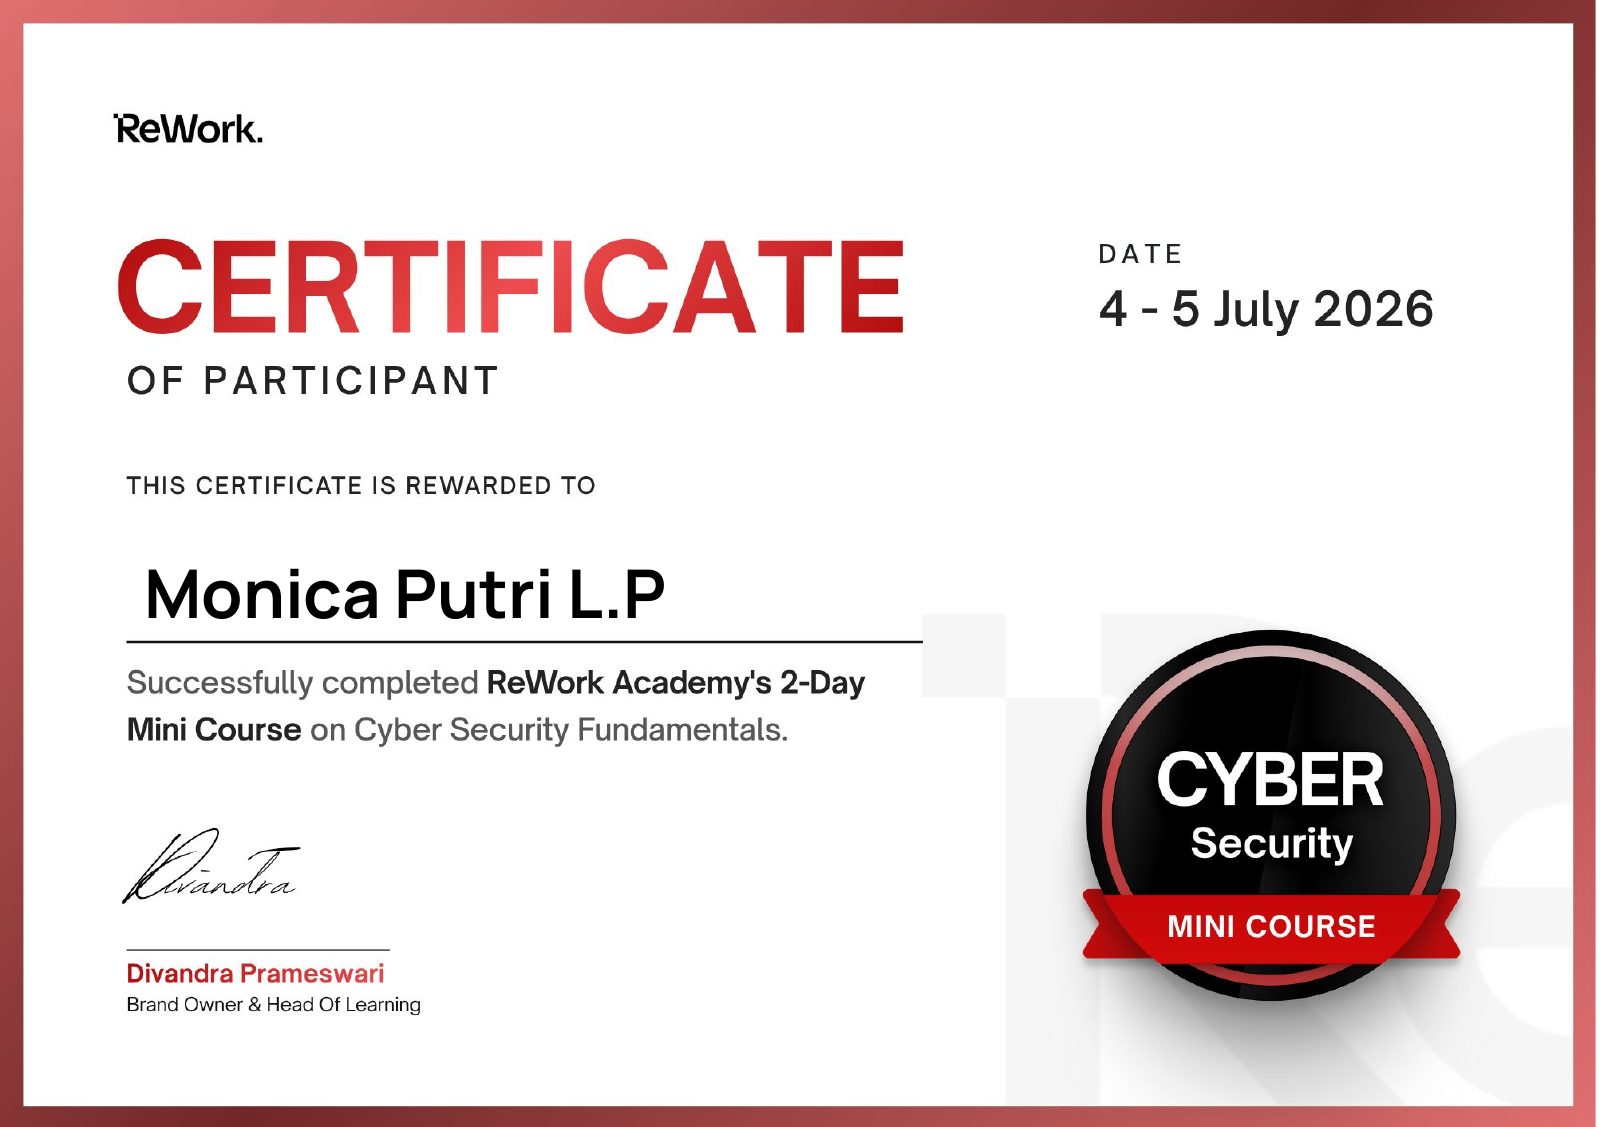 ReWork.
CERTIFICATE
OF PARTICIPANT
DATE
4 - 5 July 2026
THIS CERTIFICATE IS REWARDED TO
Monica Putri L.P
Successfully completed ReWork Academy's 2-Day
Mini Course on Cyber Security Fundamentals.
CYBER
Security
MINI COURSE
Divandra
Divandra Prameswari
Brand Owner & Head Of Learning
Re